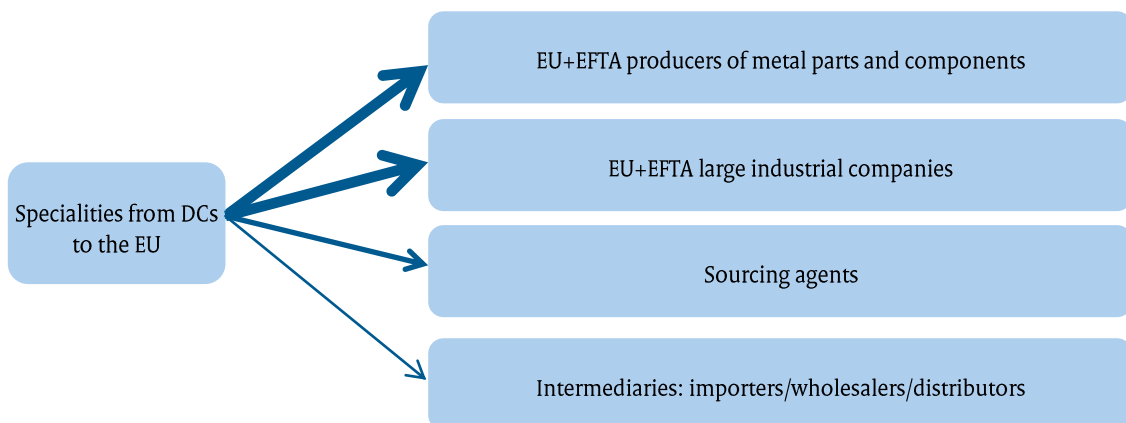 EU+EFTA producers of metal parts and components
EU+EFTA large industrial companies
Specialities from DCs
to the EU
Sourcing agents
Intermediaries: importers/wholesalers/distributors